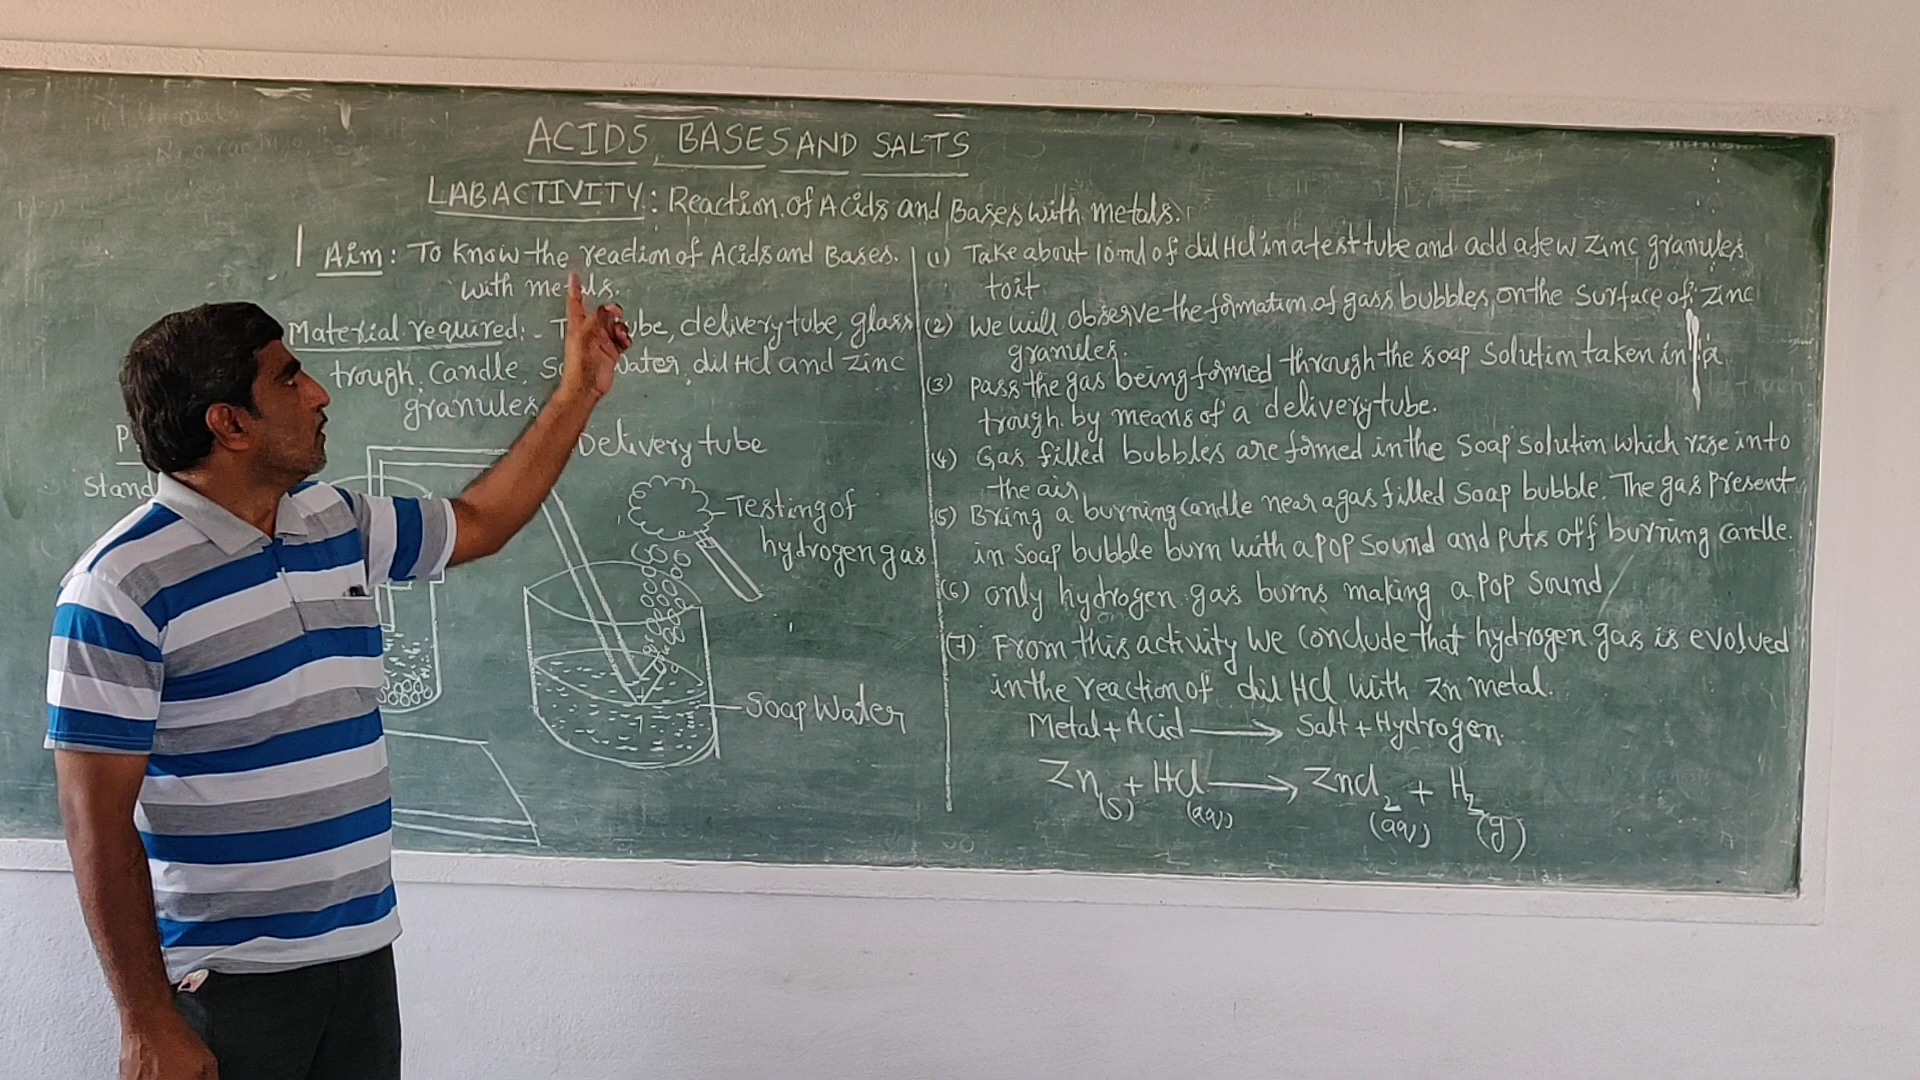 ACIDS, BASES AND SALTS
LAB ACTIVITY: Reaction of Acids and Bases with metals.
Aim: To know the reaction of Acids and Bases.
with metals.
Material required: - delivery tube, glass
trough, Candle, water, dil Hcl and zinc
granules
Stand
Delivery tube
Testing of
hydrogen gas
Soap Water
(1) Take about 10ml of dil Hcl in a test tube and add a few Zinc granules
to it
(2) We will observe the formation of gass bubbles, on the Surface of Zinc
granules.
(3) pass the gas being formed through the soap Solution taken in a
trough by means of a delivery tube.
(4) Gas filled bubbles are formed in the Soap solution which rise into
the air,
(5) Bring a burning candle near a gas filled Soap bubble. The gas present
in Soap bubble burn with a pop Sound and puts off burning candle.
(6) only hydrogen gas burns making a pop Sound
(7) From this activity we conclude that hydrogen gas is evolved
in the reaction of dil Hcl with Zn metal.
Metal + Acid ⟶ Salt + Hydrogen
Zn(s) + Hcl(aq) ⟶ Zncl2(aq) + H2(g)